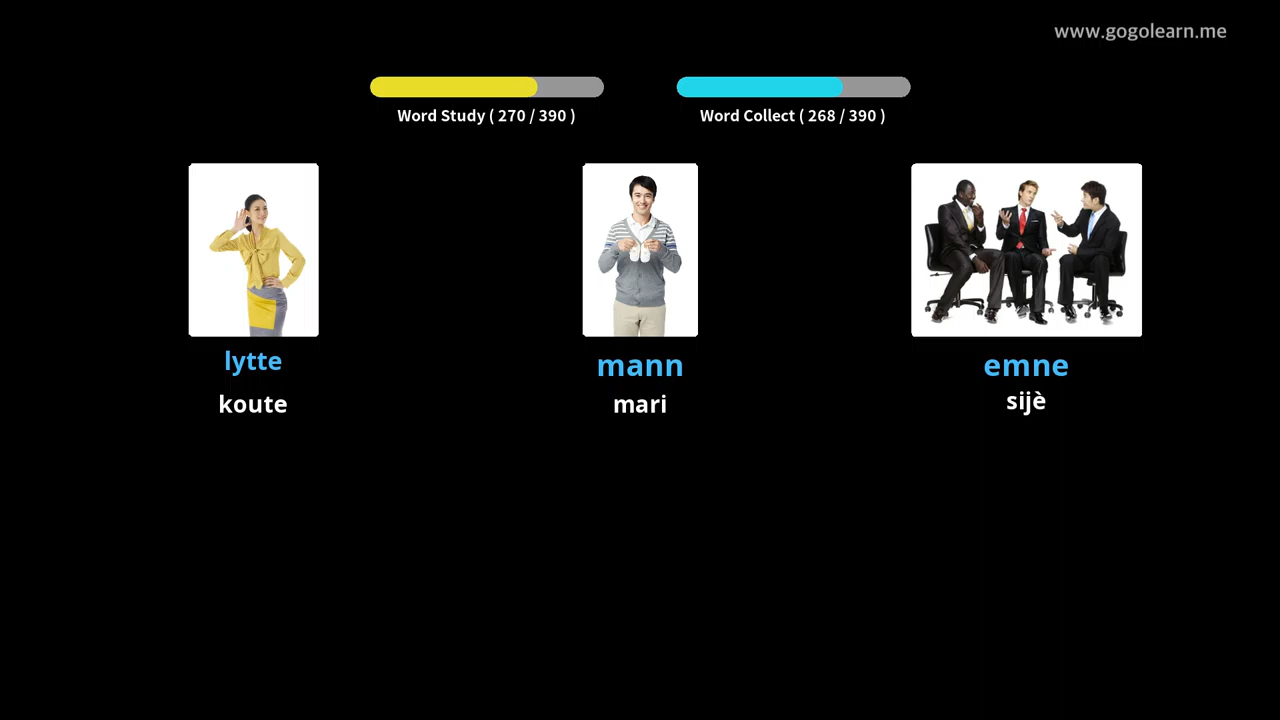 www.gogolearn.me
Word Study ( 270 / 390 )
Word Collect ( 268 / 390 )
lytte
koute
mann
mari
emne
sijè